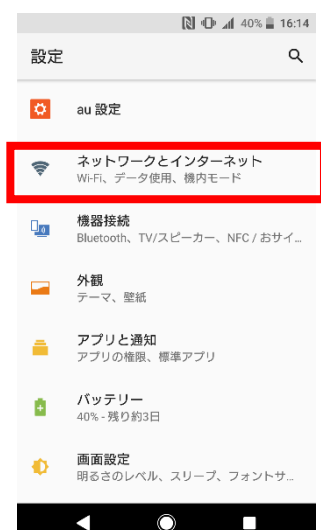 40% 16:14
設定
au 設定
ネットワークとインターネット
Wi-Fi、データ使用、機内モード
機器接続
Bluetooth、TV/スピーカー、NFC / おサイ...
外観
テーマ、壁紙
アプリと通知
アプリの権限、標準アプリ
バッテリー
40% - 残り約3日
画面設定
明るさのレベル、スリープ、フォントサ...